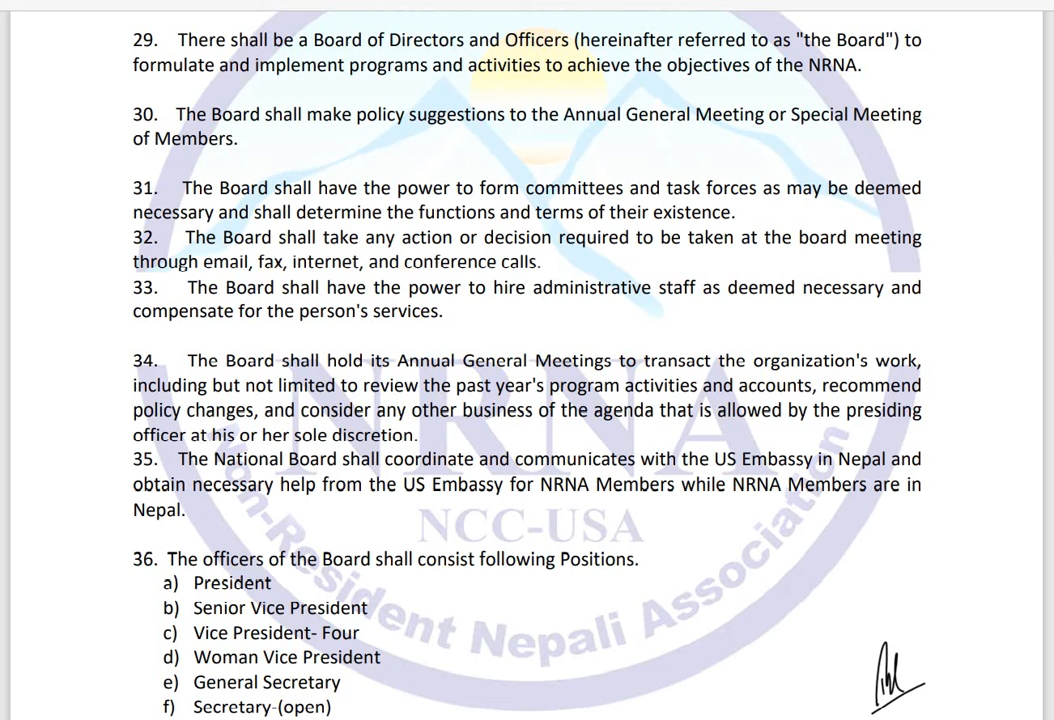 29. There shall be a Board of Directors and Officers (hereinafter referred to as "the Board") to
formulate and implement programs and activities to achieve the objectives of the NRNA.
30. The Board shall make policy suggestions to the Annual General Meeting or Special Meeting
of Members.
31. The Board shall have the power to form committees and task forces as may be deemed
necessary and shall determine the functions and terms of their existence.
32. The Board shall take any action or decision required to be taken at the board meeting
through email, fax, internet, and conference calls.
33. The Board shall have the power to hire administrative staff as deemed necessary and
compensate for the person's services.
34. The Board shall hold its Annual General Meetings to transact the organization's work,
including but not limited to review the past year's program activities and accounts, recommend
policy changes, and consider any other business of the agenda that is allowed by the presiding
officer at his or her sole discretion.
35. The National Board shall coordinate and communicates with the US Embassy in Nepal and
obtain necessary help from the US Embassy for NRNA Members while NRNA Members are in
Nepal.
36. The officers of the Board shall consist following Positions.
a) President
b) Senior Vice President
c) Vice President- Four
d) Woman Vice President
e) General Secretary
f) Secretary-(open)
NRNA
NCC-USA
Non-Resident Nepali Association